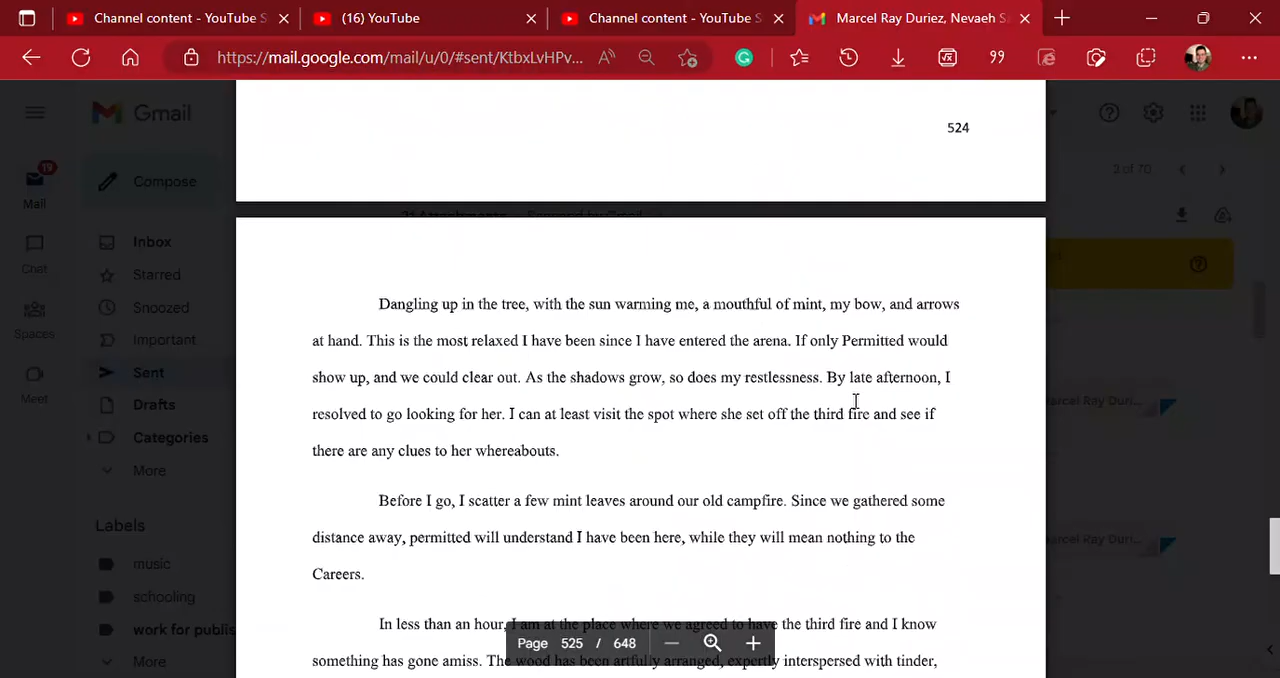 Channel content - YouTube S
(16) YouTube
Channel content - YouTube S
Marcel Ray Duriez, Nevaeh S
https://mail.google.com/mail/u/0/#sent/KtbxLvHPv...
Gmail
2 of 70
19
Mail
Compose
Chat
Inbox
Starred
Spaces
Snoozed
Important
Meet
Sent
Drafts
Categories
More
Labels
music
schooling
work for publis
More
Marcel Ray Duri...
Marcel Ray Duri...
524
Dangling up in the tree, with the sun warming me, a mouthful of mint, my bow, and arrows
at hand. This is the most relaxed I have been since I have entered the arena. If only Permitted would
show up, and we could clear out. As the shadows grow, so does my restlessness. By late afternoon, I
resolved to go looking for her. I can at least visit the spot where she set off the third fire and see if
there are any clues to her whereabouts.
Before I go, I scatter a few mint leaves around our old campfire. Since we gathered some
distance away, permitted will understand I have been here, while they will mean nothing to the
Careers.
In less than an hour, I am at the place where we agreed to have the third fire and I know
something has gone amiss. The wood has been artfully arranged, expertly interspersed with tinder,
Page 525 / 648